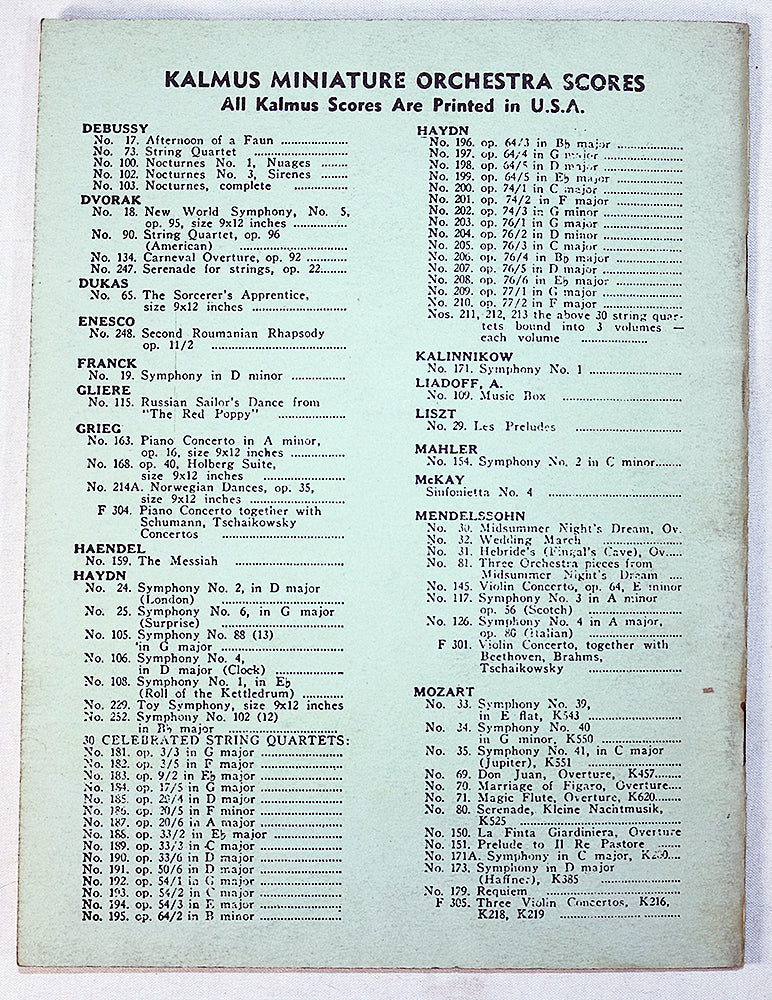 KALMUS MINIATURE ORCHESTRA SCORES
All Kalmus Scores Are Printed in U.S.A.
DEBUSSY
No. 17. Afternoon of a Faun
No. 73. String Quartet
No. 100. Nocturnes No. 1, Nuages
No. 102. Nocturnes No. 3, Sirenes
No. 103. Nocturnes, complete
DVORAK
No. 18. New World Symphony, No. 5,
op. 95, size 9x12 inches
No. 90. String Quartet, op. 96
(American)
No. 134. Carneval Overture, op. 92
No. 247. Serenade for strings, op. 22
DUKAS
No. 65. The Sorcerer's Apprentice,
size 9x12 inches
ENESCO
No. 248. Second Roumanian Rhapsody
op. 11/2
FRANCK
No. 19. Symphony in D minor
GLIERE
No. 115. Russian Sailor's Dance from
"The Red Poppy"
GRIEG
No. 163. Piano Concerto in A minor,
op. 16, size 9x12 inches
No. 168. op. 40, Holberg Suite,
size 9x12 inches
No. 214A. Norwegian Dances, op. 35,
size 9x12 inches
F 304. Piano Concerto together with
Schumann, Tschaikowsky
Concertos
HAENDEL
No. 159. The Messiah
HAYDN
No. 24. Symphony No. 2, in D major
(London)
No. 25. Symphony No. 6, in G major
(Surprise)
No. 105. Symphony No. 88 (13)
in G major
No. 106. Symphony No. 4,
in D major (Clock)
No. 108. Symphony No. 1, in E♭
(Roll of the Kettledrum)
No. 229. Toy Symphony, size 9x12 inches
No. 252. Symphony No. 102 (12)
in B♭ major
30 CELEBRATED STRING QUARTETS:
No. 181. op. 3/3 in G major
No. 182. op. 3/5 in F major
No. 183. op. 9/2 in E♭ major
No. 184. op. 17/5 in G major
No. 185. op. 20/4 in D major
No. 186. op. 20/5 in F minor
No. 187. op. 20/6 in A major
No. 188. op. 33/2 in E♭ major
No. 189. op. 33/3 in C major
No. 190. op. 33/6 in D major
No. 191. op. 50/6 in D major
No. 192. op. 54/1 in G major
No. 193. op. 54/2 in C major
No. 194. op. 54/3 in E major
No. 195. op. 64/2 in B minor
HAYDN
No. 196. op. 64/3 in B♭ major
No. 197. op. 64/4 in G major
No. 198. op. 64/5 in D major
No. 199. op. 64/5 in E♭ major
No. 200. op. 74/1 in C major
No. 201. op. 74/2 in F major
No. 202. op. 74/3 in G minor
No. 203. op. 76/1 in G major
No. 204. op. 76/2 in D minor
No. 205. op. 76/3 in C major
No. 206. op. 76/4 in B♭ major
No. 207. op. 76/5 in D major
No. 208. op. 76/6 in E♭ major
No. 209. op. 77/1 in G major
No. 210. op. 77/2 in F major
Nos. 211, 212, 213 the above 30 string quar-
tets bound into 3 volumes —
each volume
KALINNIKOW
No. 171. Symphony No. 1
LIADOFF, A.
No. 109. Music Box
LISZT
No. 29. Les Preludes
MAHLER
No. 154. Symphony No. 2 in C minor
McKAY
Sinfonietta No. 4
MENDELSSOHN
No. 30. Midsummer Night's Dream, Ov.
No. 32. Wedding March
No. 31. Hebride's (Fingal's Cave), Ov.
No. 81. Three Orchestra pieces from
Midsummer Night's Dream
No. 145. Violin Concerto, op. 64, E minor
No. 117. Symphony No. 3 in A minor
op. 56 (Scotch)
No. 126. Symphony No. 4 in A major,
op. 80 (Italian)
F 301. Violin Concerto, together with
Beethoven, Brahms,
Tschaikowsky
MOZART
No. 33. Symphony No. 39,
in E flat, K543
No. 34. Symphony No. 40
in G minor, K550
No. 35. Symphony No. 41, in C major
(Jupiter), K551
No. 69. Don Juan, Overture, K457
No. 70. Marriage of Figaro, Overture
No. 71. Magic Flute, Overture, K620
No. 80. Serenade, Kleine Nachtmusik,
K525
No. 150. La Finta Giardiniera, Overture
No. 151. Prelude to Il Re Pastore
No. 171A. Symphony in C major,
No. 173. Symphony in D major
(Haffner), K385
No. 179. Requiem
F 305. Three Violin Concertos, K216,
K218, K219